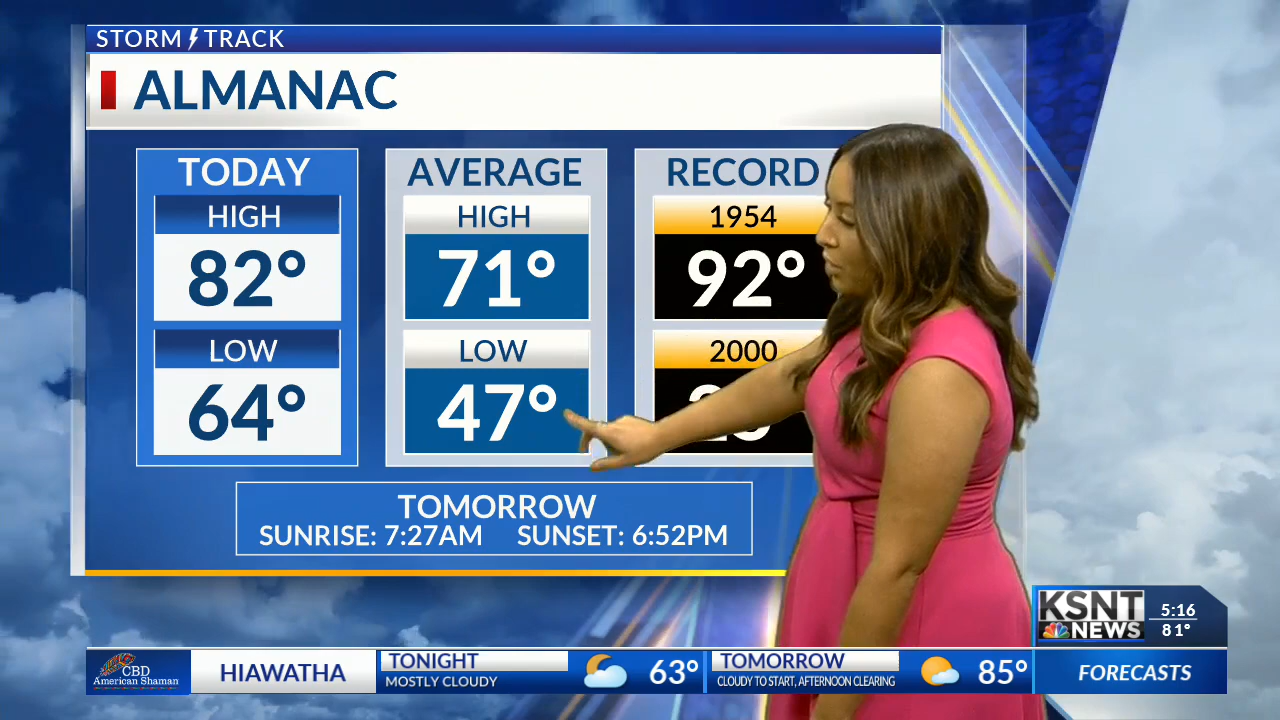 STORM TRACK
ALMANAC
TODAY
HIGH
82°
LOW
64°
AVERAGE
HIGH
71°
LOW
47°
RECORD
1954
92°
2000
TOMORROW
SUNRISE: 7:27AM SUNSET: 6:52PM
KSNT
NEWS
5:16
81°
CBD
American Shaman
HIAWATHA
TONIGHT
MOSTLY CLOUDY
63°
TOMORROW
CLOUDY TO START, AFTERNOON CLEARING
85°
FORECASTS